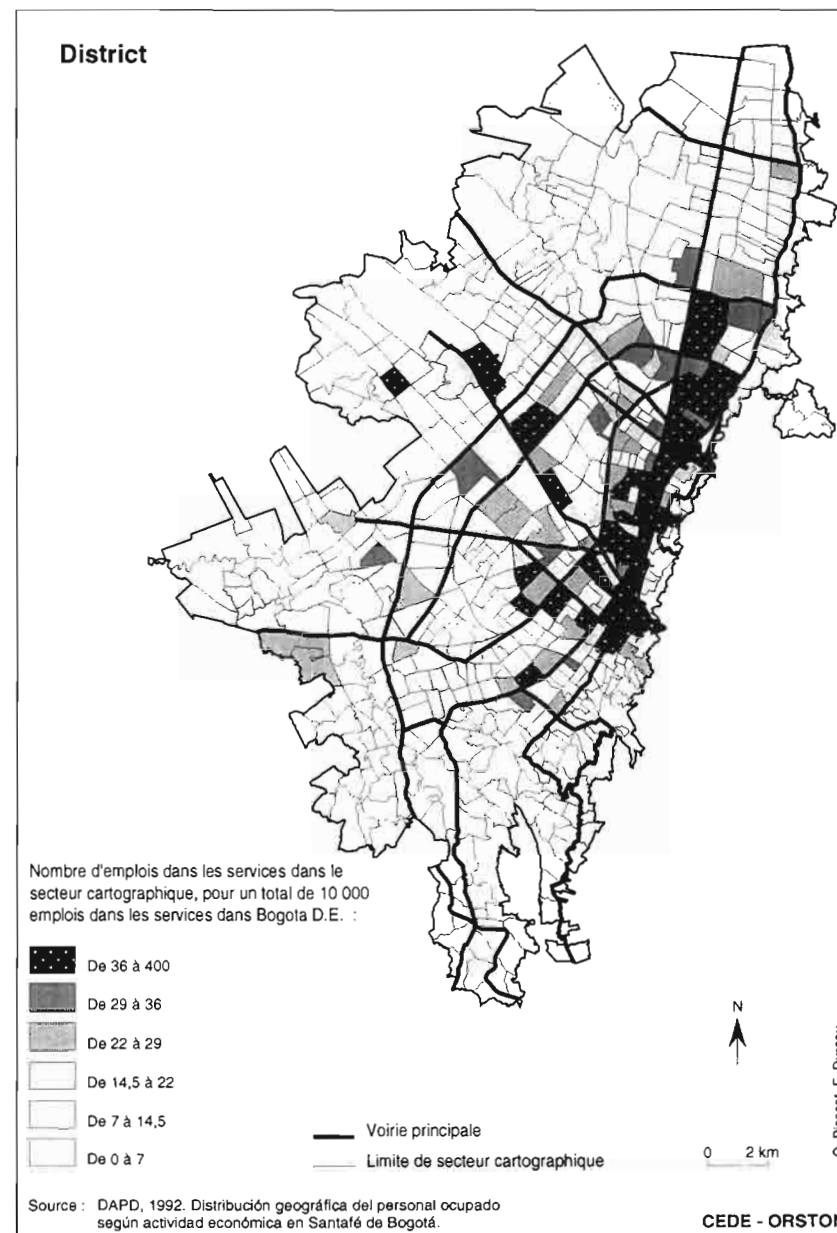 District
Nombre d'emplois dans les services dans le
secteur cartographique, pour un total de 10 000
emplois dans les services dans Bogota D.E. :
De 36 à 400
De 29 à 36
De 22 à 29
De 14,5 à 22
De 7 à 14,5
De 0 à 7
Voirie principale
Limite de secteur cartographique
N
0 2 km
Source : DAPD, 1992. Distribución geográfica del personal ocupado
según actividad económica en Santafé de Bogotá.
CEDE - ORSTOM